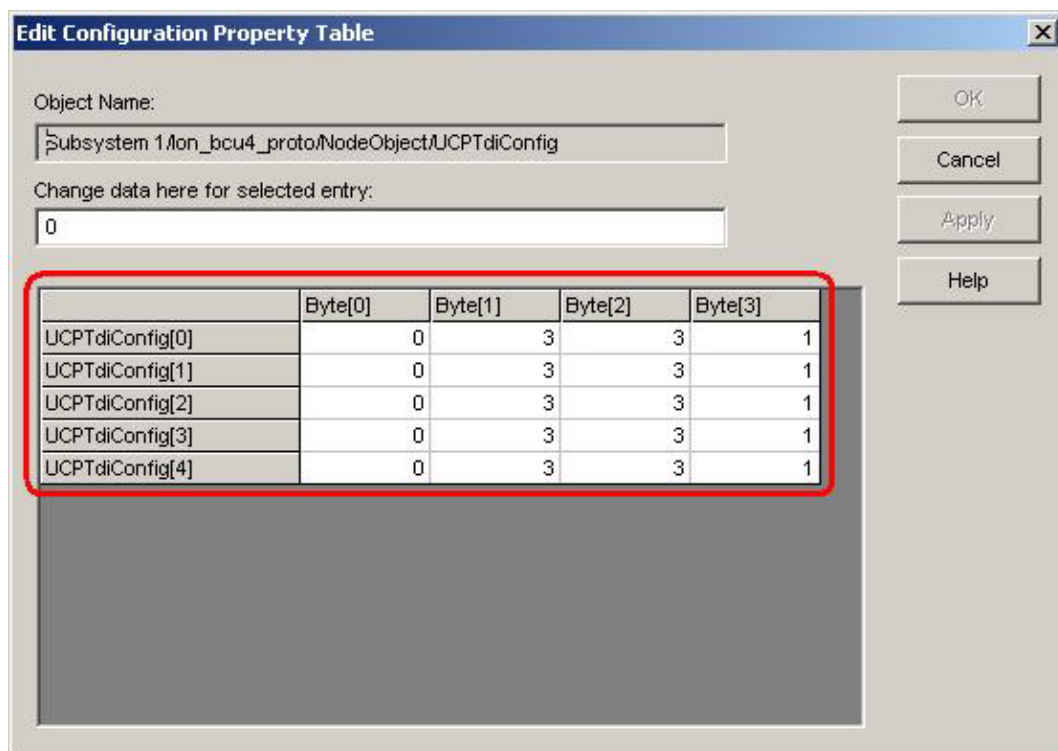 Edit Configuration Property Table
Object Name:
Subsystem 1/lon_bcu4_proto/NodeObject/UCPTdiConfig
Change data here for selected entry:
0
OK
Cancel
Apply
Help
Byte[0] Byte[1] Byte[2] Byte[3]
UCPTdiConfig[0] 0 3 3 1
UCPTdiConfig[1] 0 3 3 1
UCPTdiConfig[2] 0 3 3 1
UCPTdiConfig[3] 0 3 3 1
UCPTdiConfig[4] 0 3 3 1